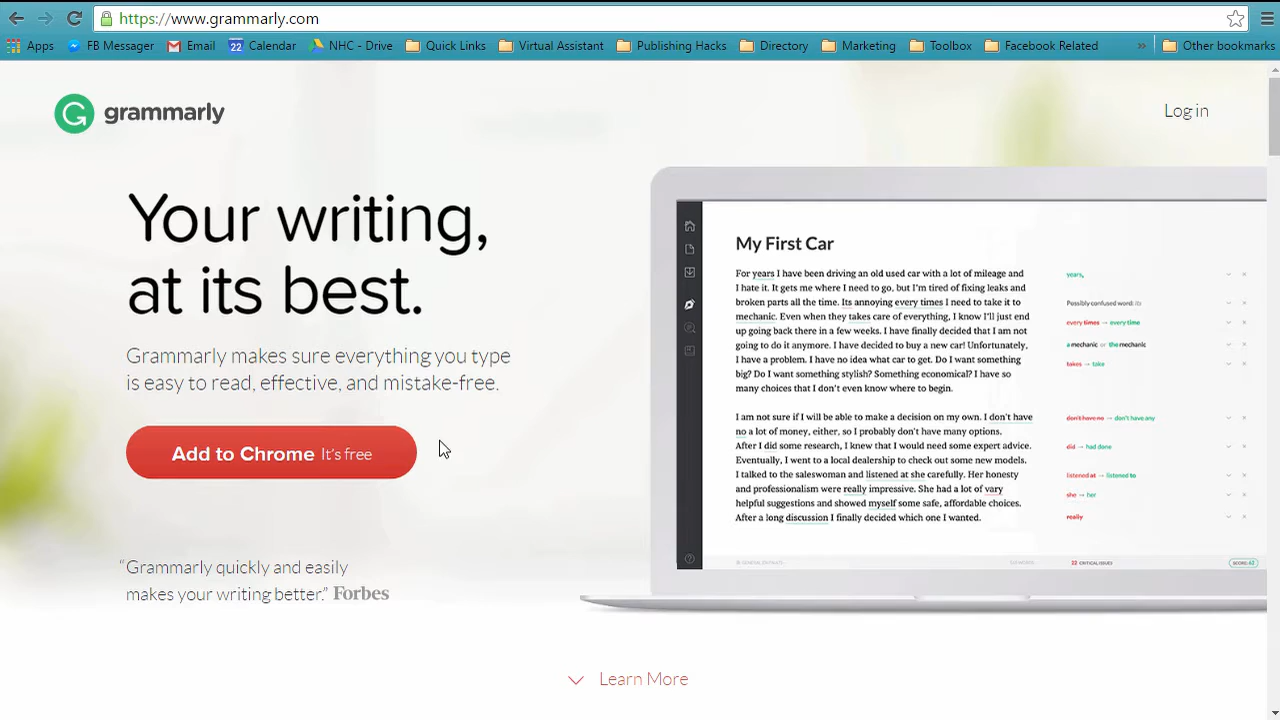 https://www.grammarly.com
Apps FB Messager Email 22 Calendar NHC - Drive Quick Links Virtual Assistant Publishing Hacks Directory Marketing Toolbox Facebook Related » Other bookmarks
grammarly
Log in
Your writing,
at its best.
Grammarly makes sure everything you type
is easy to read, effective, and mistake-free.
Add to Chrome It's free
"Grammarly quickly and easily
makes your writing better." Forbes
My First Car
For years I have been driving an old used car with a lot of mileage and
I hate it. It gets me where I need to go, but I'm tired of fixing leaks and
broken parts all the time. Its annoying every times I need to take it to
mechanic. Even when they takes care of everything, I know I'll just end
up going back there in a few weeks. I have finally decided that I am not
going to do it anymore. I have decided to buy a new car! Unfortunately,
I have a problem. I have no idea what car to get. Do I want something
big? Do I want something stylish? Something economical? I have so
many choices that I don't even know where to begin.
I am not sure if I will be able to make a decision on my own. I don't have
no a lot of money, either, so I probably don't have many options.
After I did some research, I knew that I would need some expert advice.
Eventually, I went to a local dealership to check out some new models.
I talked to the saleswoman and listened at she carefully. Her honesty
and professionalism were really impressive. She had a lot of vary
helpful suggestions and showed myself some safe, affordable choices.
After a long discussion I finally decided which one I wanted.
years,
Possibly confused word: its
every times → every time
a mechanic or the mechanic
takes → take
don't have no → don't have any
did → had done
listened at → listened to
she → her
really
22 CRITICAL ISSUES
SCORE: 62
Learn More